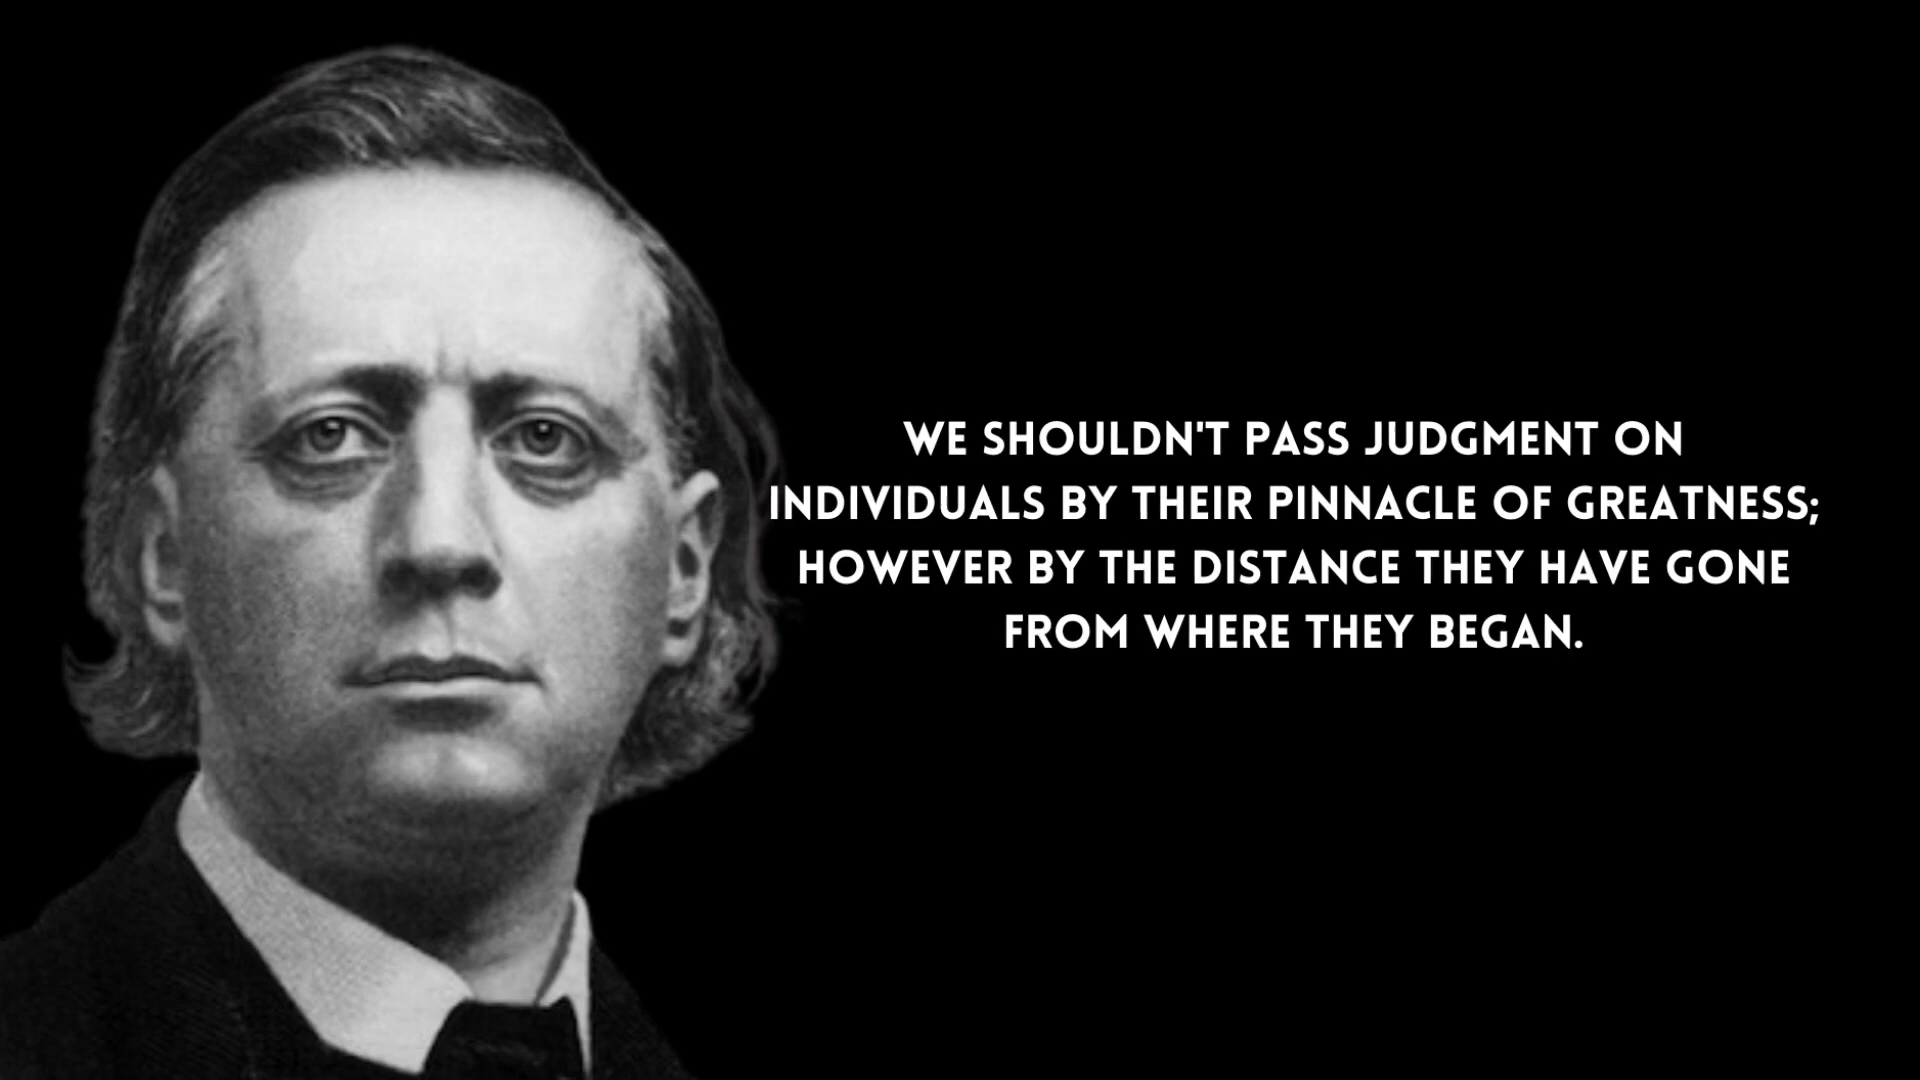 WE SHOULDN'T PASS JUDGMENT ON
INDIVIDUALS BY THEIR PINNACLE OF GREATNESS;
HOWEVER BY THE DISTANCE THEY HAVE GONE
FROM WHERE THEY BEGAN.